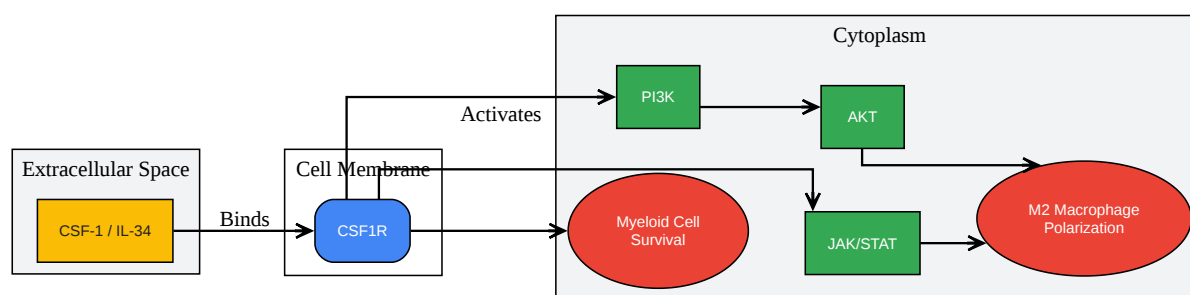 Cytoplasm
PI3K
Activates
AKT
Extracellular Space
Cell Membrane
CSF-1 / IL-34
Binds
CSF1R
Myeloid Cell
Survival
JAK/STAT
M2 Macrophage
Polarization